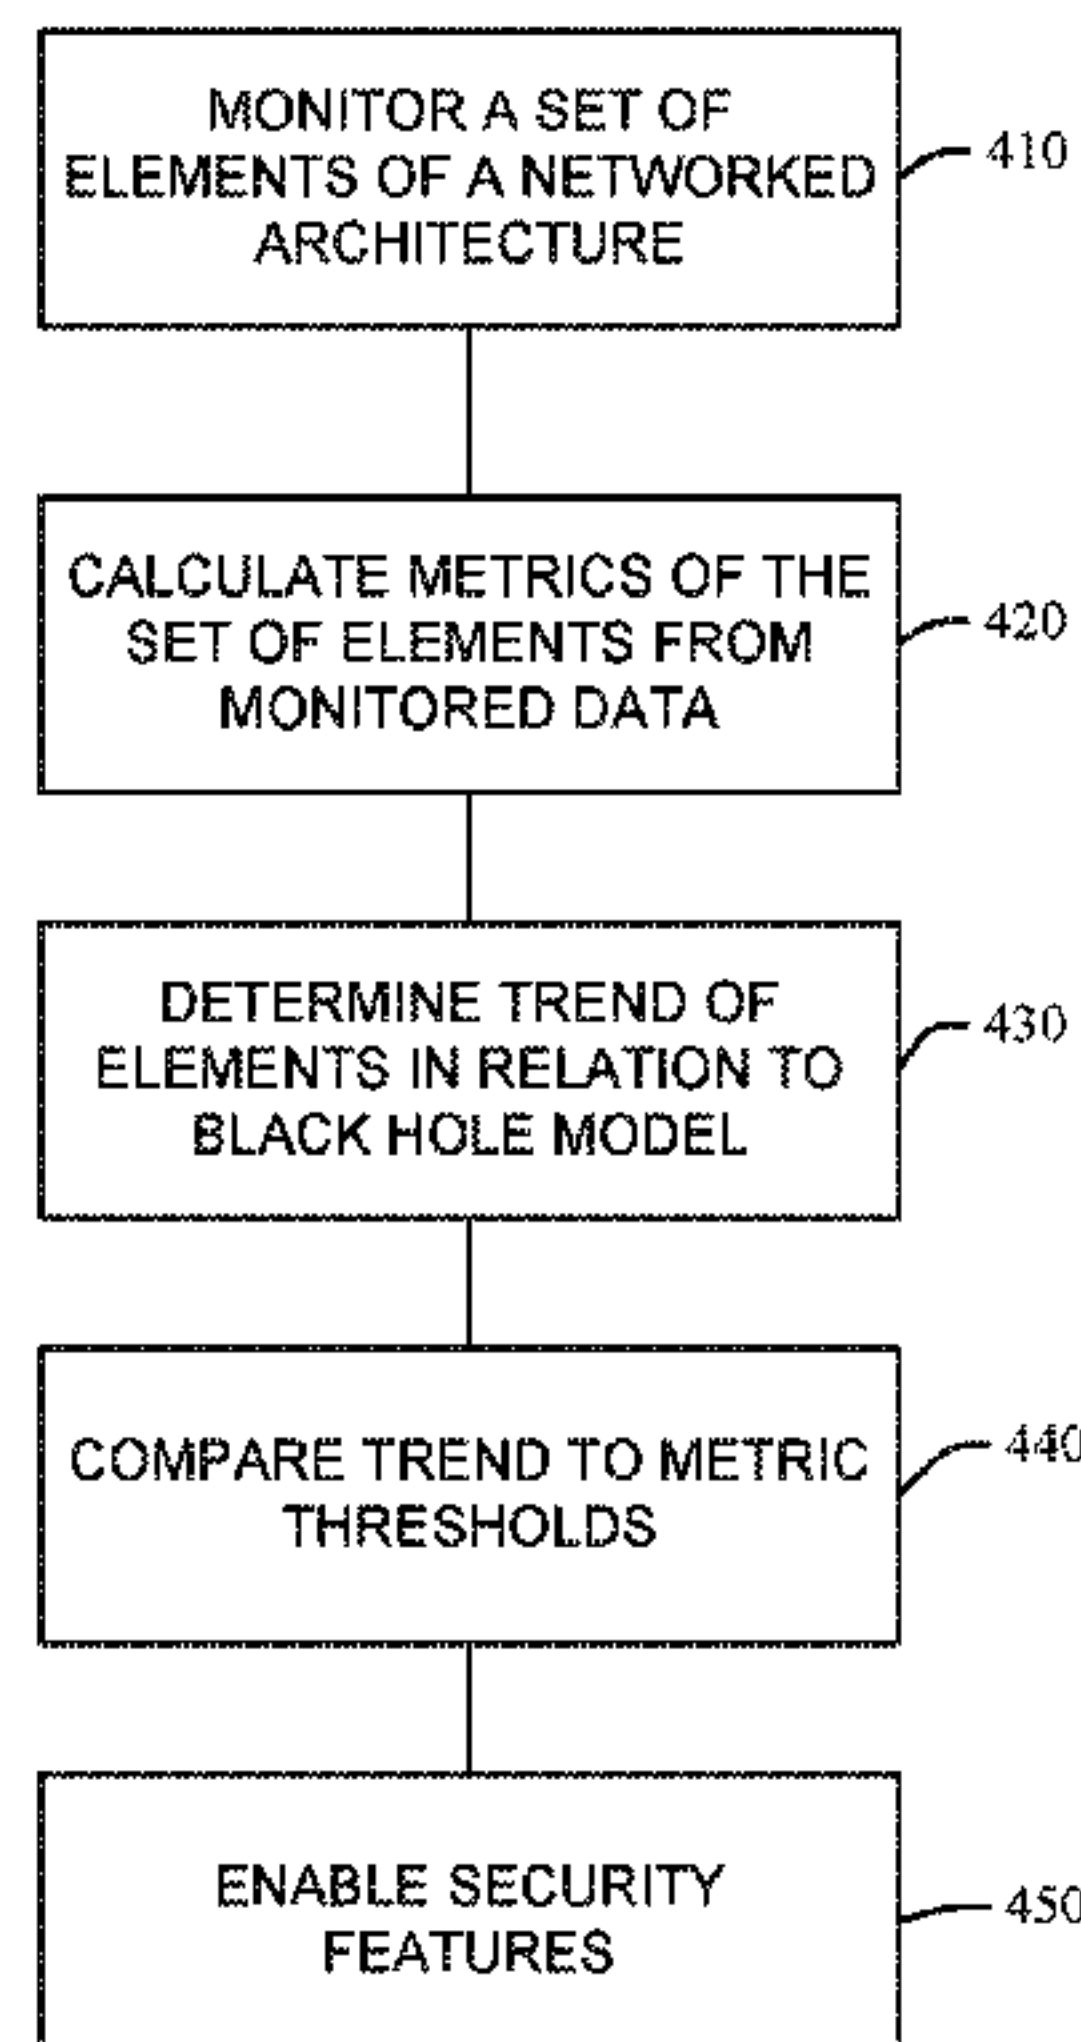 MONITOR A SET OF
ELEMENTS OF A NETWORKED
ARCHITECTURE
410
CALCULATE METRICS OF THE
SET OF ELEMENTS FROM
MONITORED DATA
420
DETERMINE TREND OF
ELEMENTS IN RELATION TO
BLACK HOLE MODEL
430
COMPARE TREND TO METRIC
THRESHOLDS
440
ENABLE SECURITY
FEATURES
450